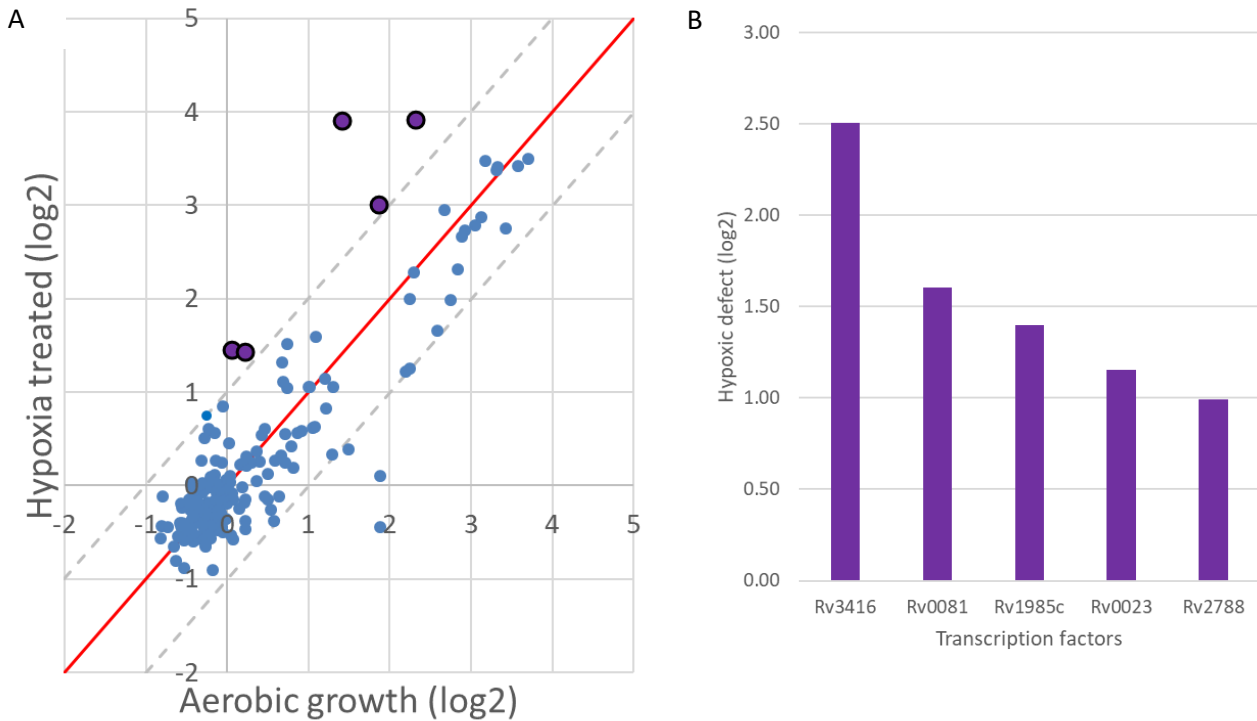 A
5
4
3
2
1
0
-1
-2
-2
-1
0
1
2
3
4
5
Hypoxia treated (log2)
Aerobic growth (log2)
B
3.00
2.50
2.00
1.50
1.00
0.50
0.00
Hypoxic defect (log2)
Rv3416
Rv0081
Rv1985c
Rv0023
Rv2788
Transcription factors